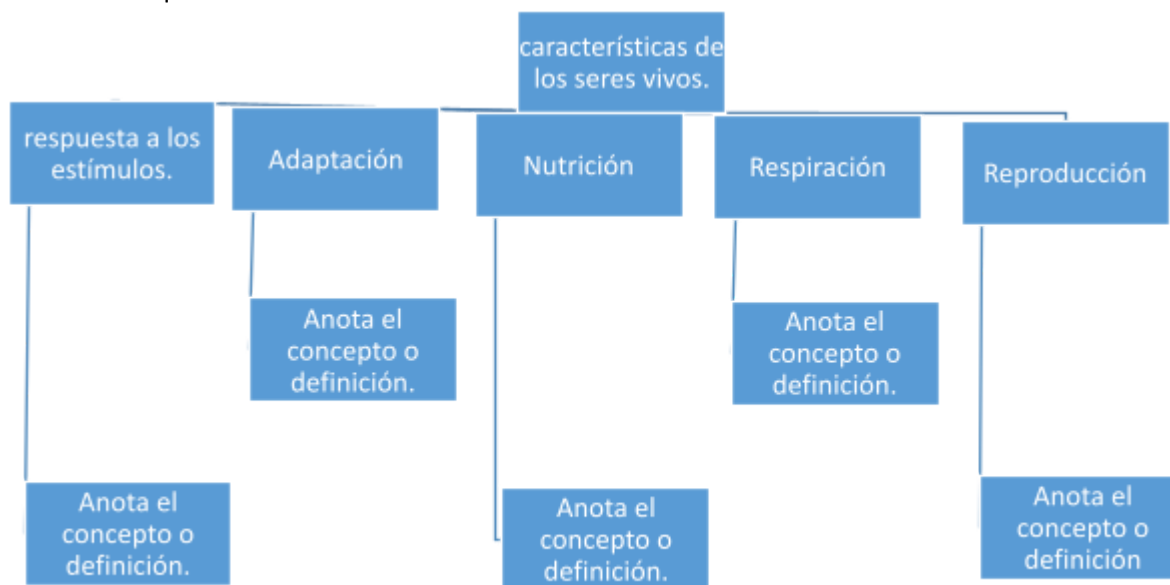 características de
los seres vivos.
respuesta a los
estímulos.
Adaptación
Nutrición
Respiración
Reproducción
Anota el
concepto o
definición.
Anota el
concepto o
definición.
Anota el
concepto o
definición.
Anota el
concepto o
definición.
Anota el
concepto o
definición